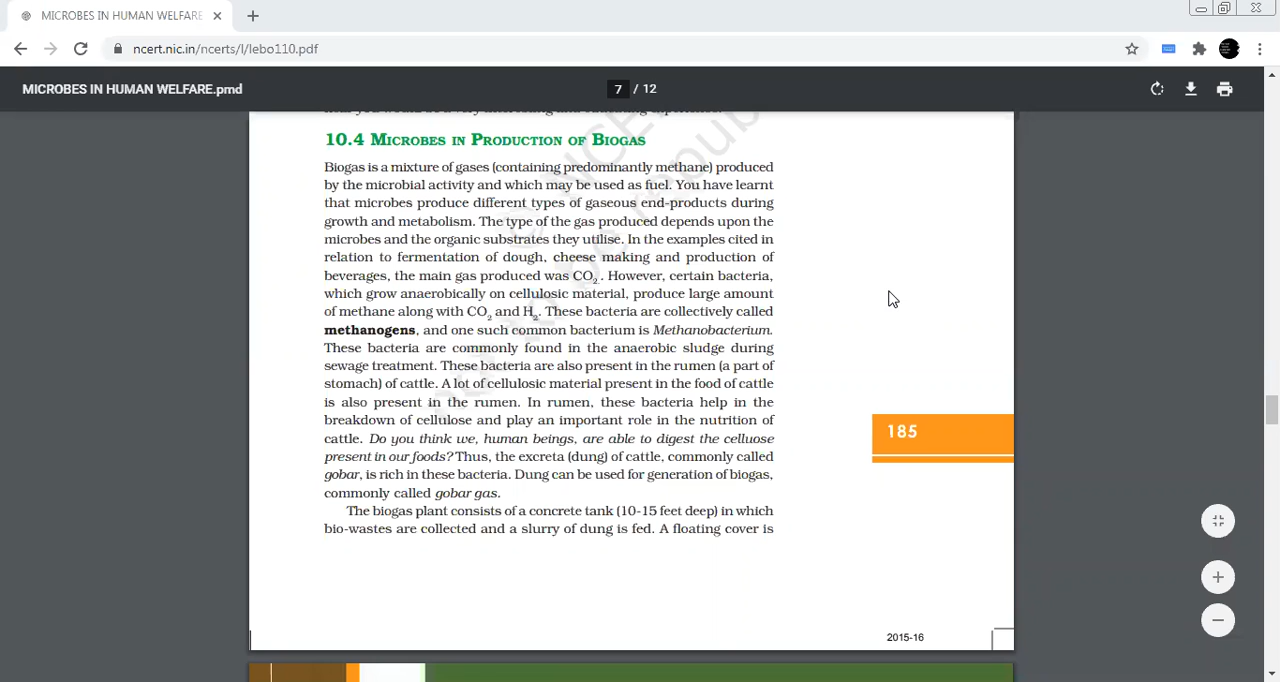 MICROBES IN HUMAN WELFARE
ncert.nic.in/ncerts/l/lebo110.pdf
MICROBES IN HUMAN WELFARE.pmd
7 / 12
10.4 MICROBES IN PRODUCTION OF BIOGAS
Biogas is a mixture of gases (containing predominantly methane) produced
by the microbial activity and which may be used as fuel. You have learnt
that microbes produce different types of gaseous end-products during
growth and metabolism. The type of the gas produced depends upon the
microbes and the organic substrates they utilise. In the examples cited in
relation to fermentation of dough, cheese making and production of
beverages, the main gas produced was CO2. However, certain bacteria,
which grow anaerobically on cellulosic material, produce large amount
of methane along with CO2 and H2. These bacteria are collectively called
methanogens, and one such common bacterium is Methanobacterium.
These bacteria are commonly found in the anaerobic sludge during
sewage treatment. These bacteria are also present in the rumen (a part of
stomach) of cattle. A lot of cellulosic material present in the food of cattle
is also present in the rumen. In rumen, these bacteria help in the
breakdown of cellulose and play an important role in the nutrition of
cattle. Do you think we, human beings, are able to digest the celluose
present in our foods? Thus, the excreta (dung) of cattle, commonly called
gobar, is rich in these bacteria. Dung can be used for generation of biogas,
commonly called gobar gas.
The biogas plant consists of a concrete tank (10-15 feet deep) in which
bio-wastes are collected and a slurry of dung is fed. A floating cover is
185
2015-16